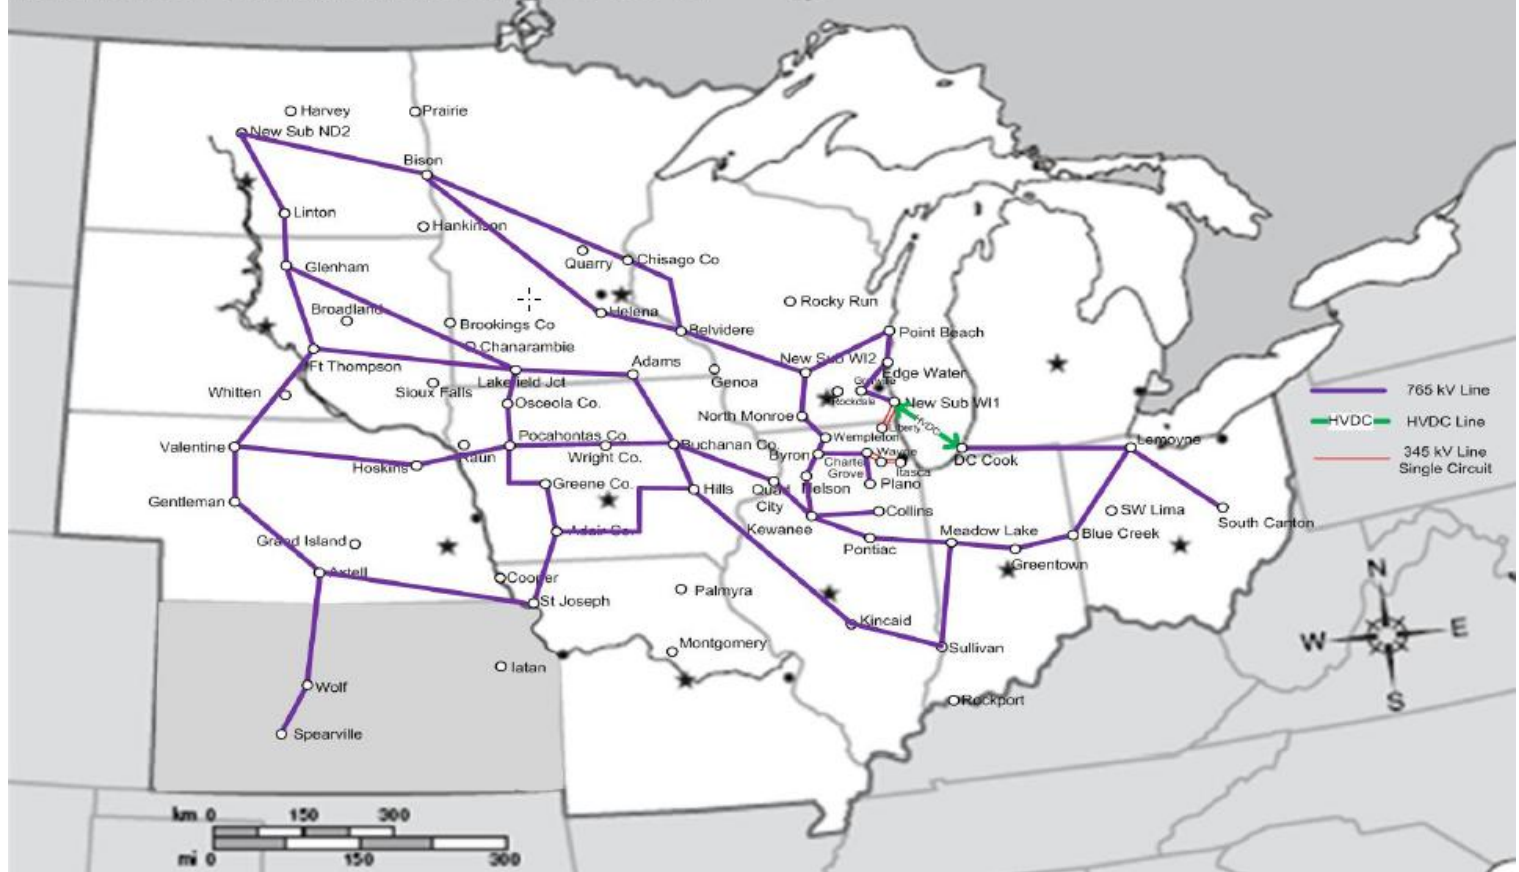 Harvey
Prairie
New Sub ND2
Bison
Linton
Hankinson
Quarry
Chisago Co
Glenham
Broadland
Helena
Rocky Run
Brookings Co
Belvidere
Point Beach
Chanarambie
Ft Thompson
Adams
New Sub WI2
Edge Water
Lakefield Jct
Genoa
Granville
Whitten
Sioux Falls
Rockdale
New Sub WI1
Osceola Co.
North Monroe
Liberty
HVDC
765 kV Line
HVDC
HVDC Line
345 kV Line
Single Circuit
Valentine
Pocahontas Co.
Buchanan Co.
Wempleton
Lemoyne
Raun
Wright Co.
Byron
Wayne
DC Cook
Hoskins
Charter
Grove
Itasca
Greene Co.
Hills
Quad
City
Nelson
Plano
Gentleman
Collins
SW Lima
South Canton
Grand Island
Adair Co.
Kewanee
Meadow Lake
Blue Creek
Pontiac
Greentown
Axtell
Cooper
St Joseph
Palmyra
Kincaid
Montgomery
Sullivan
Iatan
Wolf
Rockport
Spearville
N
W
E
S
km 0 150 300
mi 0 150 300